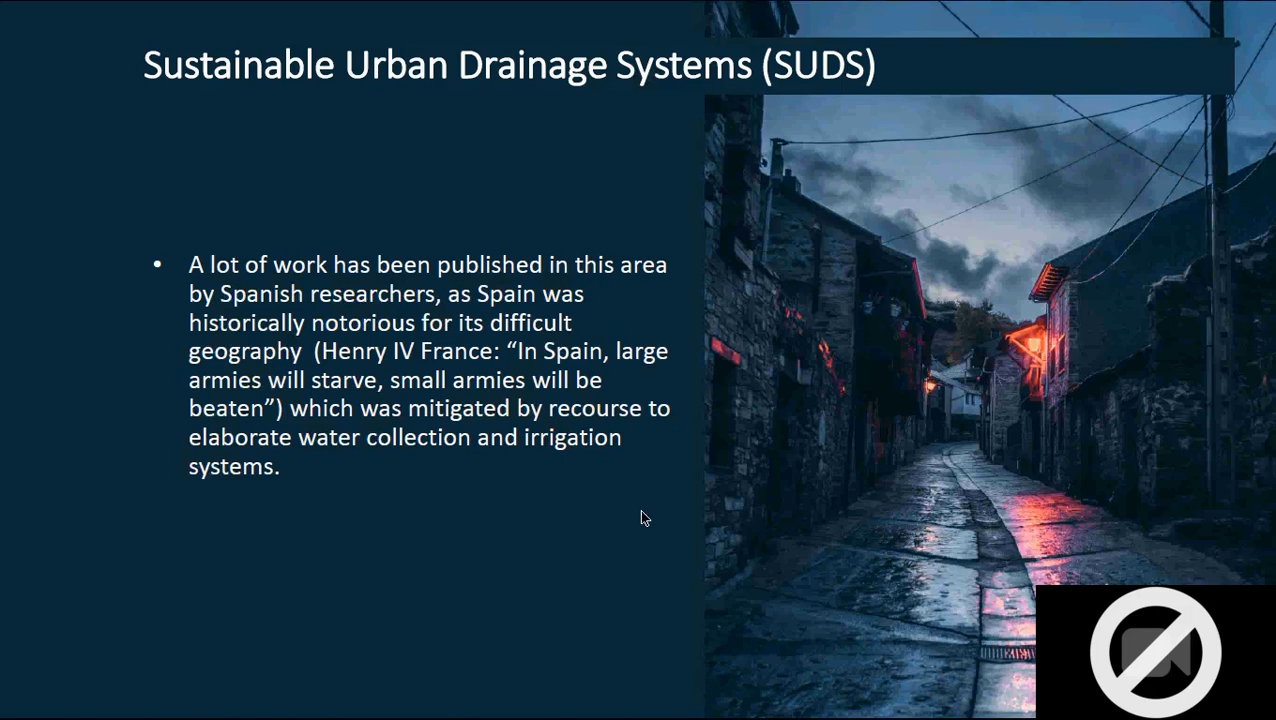 Sustainable Urban Drainage Systems (SUDS)
• A lot of work has been published in this area
by Spanish researchers, as Spain was
historically notorious for its difficult
geography  (Henry IV France: “In Spain, large
armies will starve, small armies will be
beaten”) which was mitigated by recourse to
elaborate water collection and irrigation
systems.